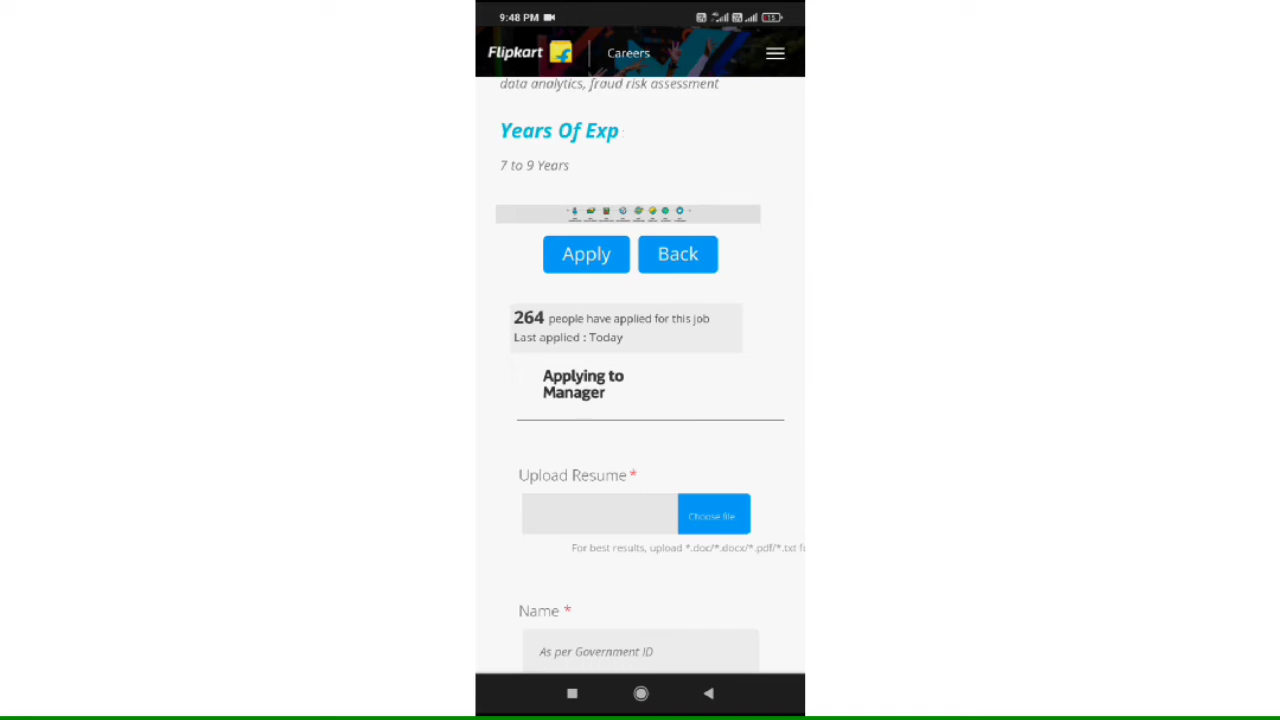 9:48 PM
15
Flipkart
Careers
data analytics, fraud risk assessment
Years Of Exp
7 to 9 Years
Apply
Back
264 people have applied for this job
Last applied : Today
Applying to
Manager
Upload Resume *
Choose file
For best results, upload *.doc/*.docx/*.pdf/*.txt fo
Name *
As per Government ID